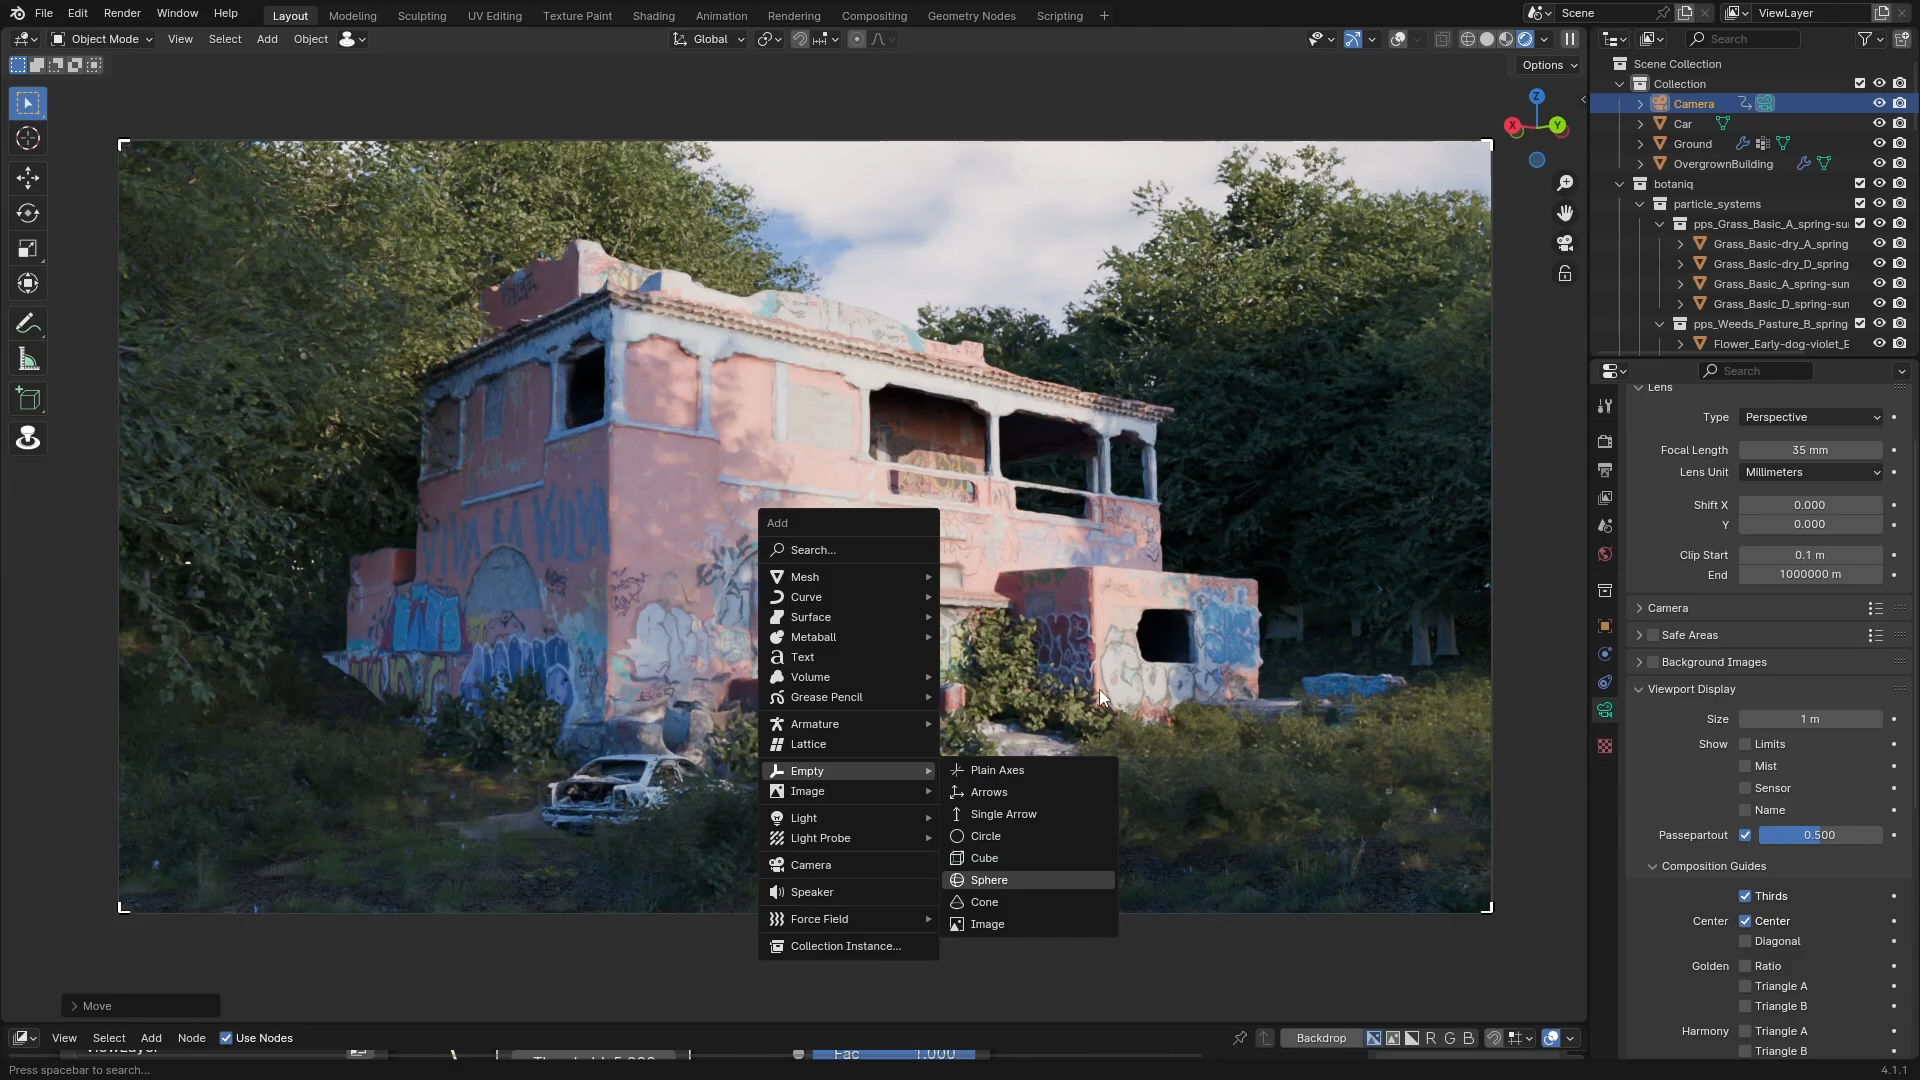 File Edit Render Window Help
Layout Modeling Sculpting UV Editing Texture Paint Shading Animation Rendering Compositing Geometry Nodes Scripting +
Scene
ViewLayer
Object Mode View Select Add Object
Global
Search
Options
Scene Collection
Collection
Camera
Car
Ground
OvergrownBuilding
botaniq
particle_systems
pps_Grass_Basic_A_spring-su
Grass_Basic-dry_A_spring
Grass_Basic-dry_D_spring
Grass_Basic_A_spring-sun
Grass_Basic_D_spring-sun
pps_Weeds_Pasture_B_spring
Flower_Early-dog-violet_E
Z
X
Y
Search
Lens
Type Perspective
Focal Length 35 mm
Lens Unit Millimeters
Shift X 0.000
Y 0.000
Clip Start 0.1 m
End 1000000 m
Camera
Safe Areas
Background Images
Viewport Display
Size 1 m
Show Limits
Mist
Sensor
Name
Passepartout 0.500
Composition Guides
Thirds
Center Center
Diagonal
Golden Ratio
Triangle A
Triangle B
Harmony Triangle A
Triangle B
Add
Search...
Mesh
Curve
Surface
Metaball
Text
Volume
Grease Pencil
Armature
Lattice
Empty
Image
Light
Light Probe
Camera
Speaker
Force Field
Collection Instance...
Plain Axes
Arrows
Single Arrow
Circle
Cube
Sphere
Cone
Image
Move
View Select Add Node Use Nodes
Backdrop R G B
ViewLayer
Fac 1.000
Press spacebar to search...
4.1.1